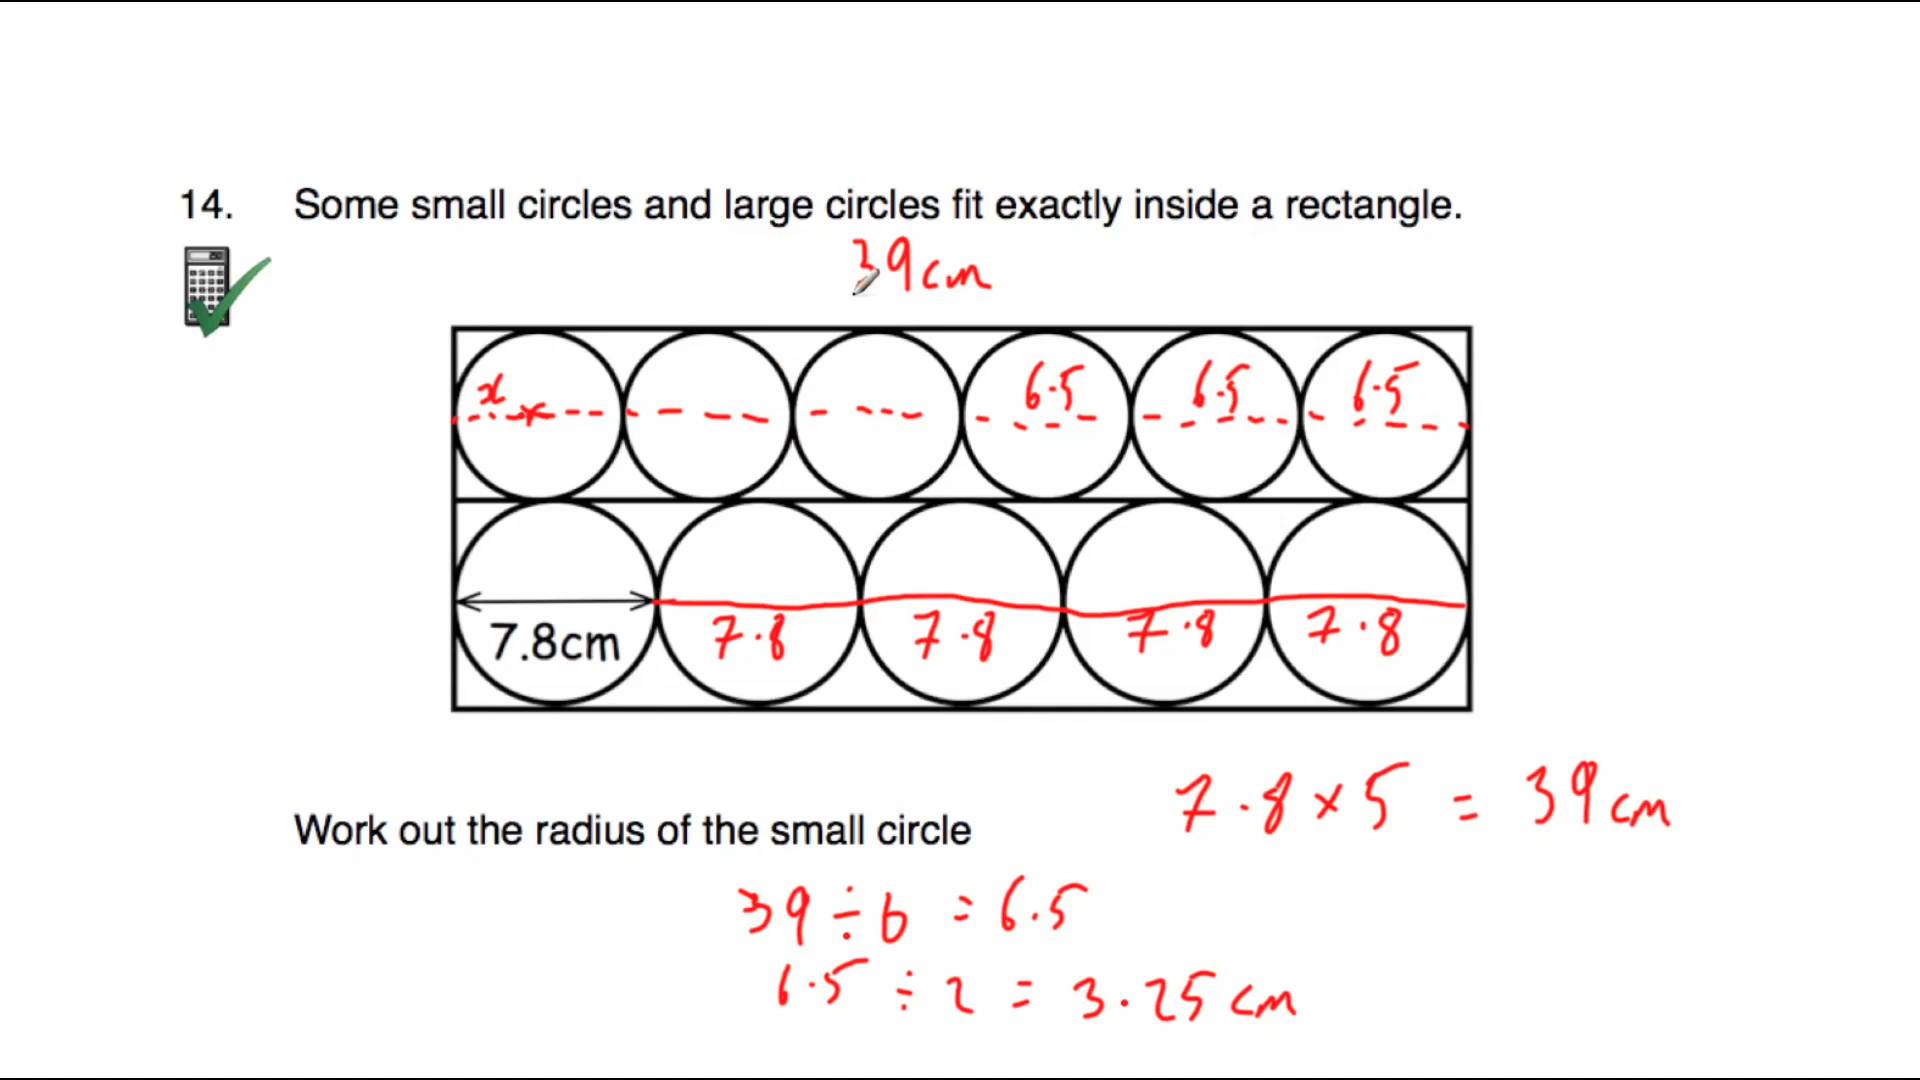 14. Some small circles and large circles fit exactly inside a rectangle.
39cm
x 6.5 6.5 6.5
7.8cm 7.8 7.8 7.8 7.8
7.8 × 5 = 39cm
Work out the radius of the small circle
39 ÷ 6 = 6.5
6.5 ÷ 2 = 3.25 cm